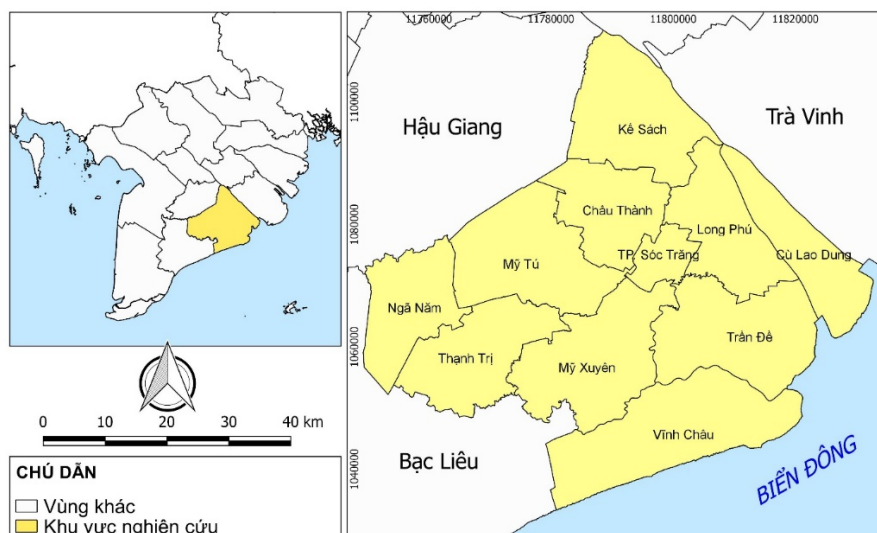 11760000
11780000
11800000
11820000
1100000
1080000
1060000
1040000
Hậu Giang
Trà Vinh
Kế Sách
Châu Thành
Long Phú
Mỹ Tú
TP. Sóc Trăng
Cù Lao Dung
Ngã Năm
Thạnh Trị
Mỹ Xuyên
Trần Đề
Vĩnh Châu
Bạc Liêu
BIỂN ĐÔNG
0 10 20 30 40 km
CHÚ DẪN
Vùng khác
Khu vực nghiên cứu